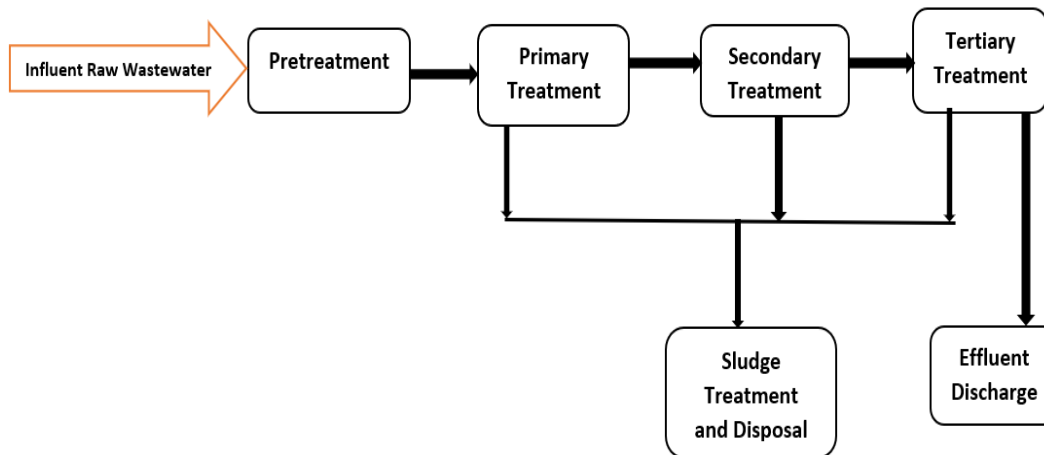 Influent Raw Wastewater
Pretreatment
Primary
Treatment
Secondary
Treatment
Tertiary
Treatment
Sludge
Treatment
and Disposal
Effluent
Discharge